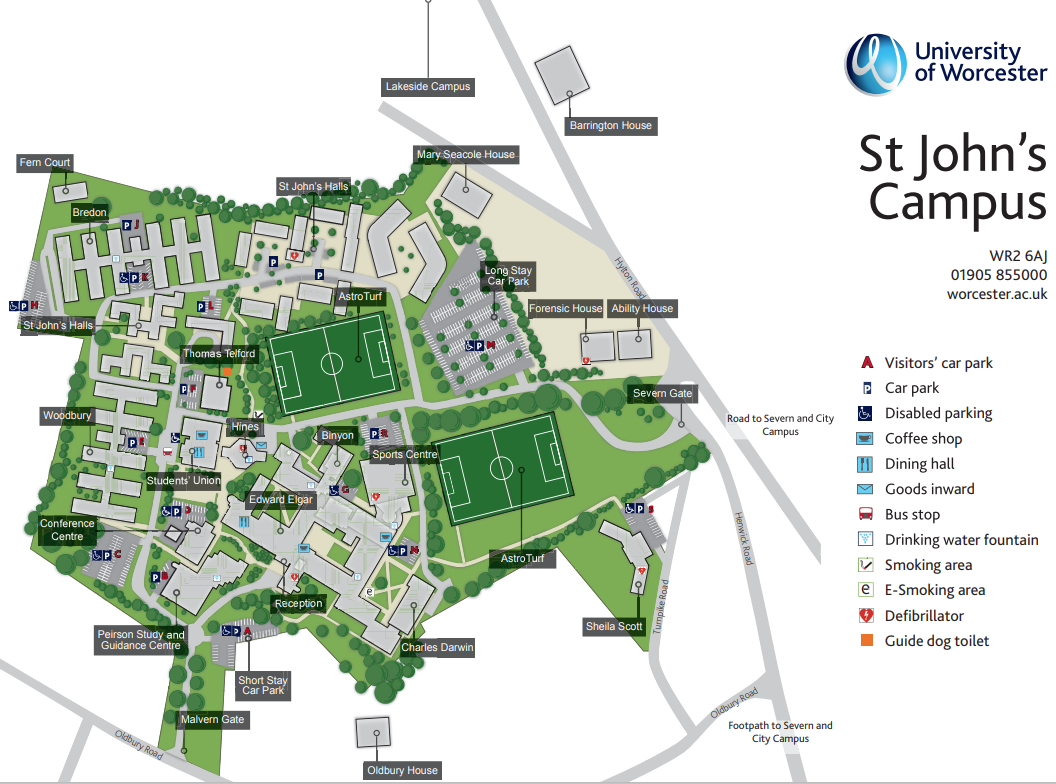 University
of Worcester
St John's
Campus
WR2 6AJ
01905 855000
worcester.ac.uk
A Visitors' car park
P Car park
Disabled parking
Coffee shop
Dining hall
Goods inward
Bus stop
Drinking water fountain
Smoking area
e E-Smoking area
Defibrillator
Guide dog toilet
Lakeside Campus
Barrington House
Mary Seacole House
Fern Court
St John's Halls
Bredon
P J
P K
P H
P L
P
P
Long Stay
Car Park
Hylton Road
AstroTurf
Forensic House
Ability House
St John's Halls
P M
Thomas Telford
P F
Severn Gate
Woodbury
Road to Severn and City
Campus
Hines
Binyon
P R
P E
Sports Centre
Students' Union
P G
Edward Elgar
P D
P S
Conference
Centre
Henwick Road
P C
P N
AstroTurf
P B
e
Reception
Turnpike Road
Sheila Scott
Peirson Study and
Guidance Centre
P A
Charles Darwin
Short Stay
Car Park
Malvern Gate
Oldbury Road
Oldbury Road
Footpath to Severn and
City Campus
Oldbury House